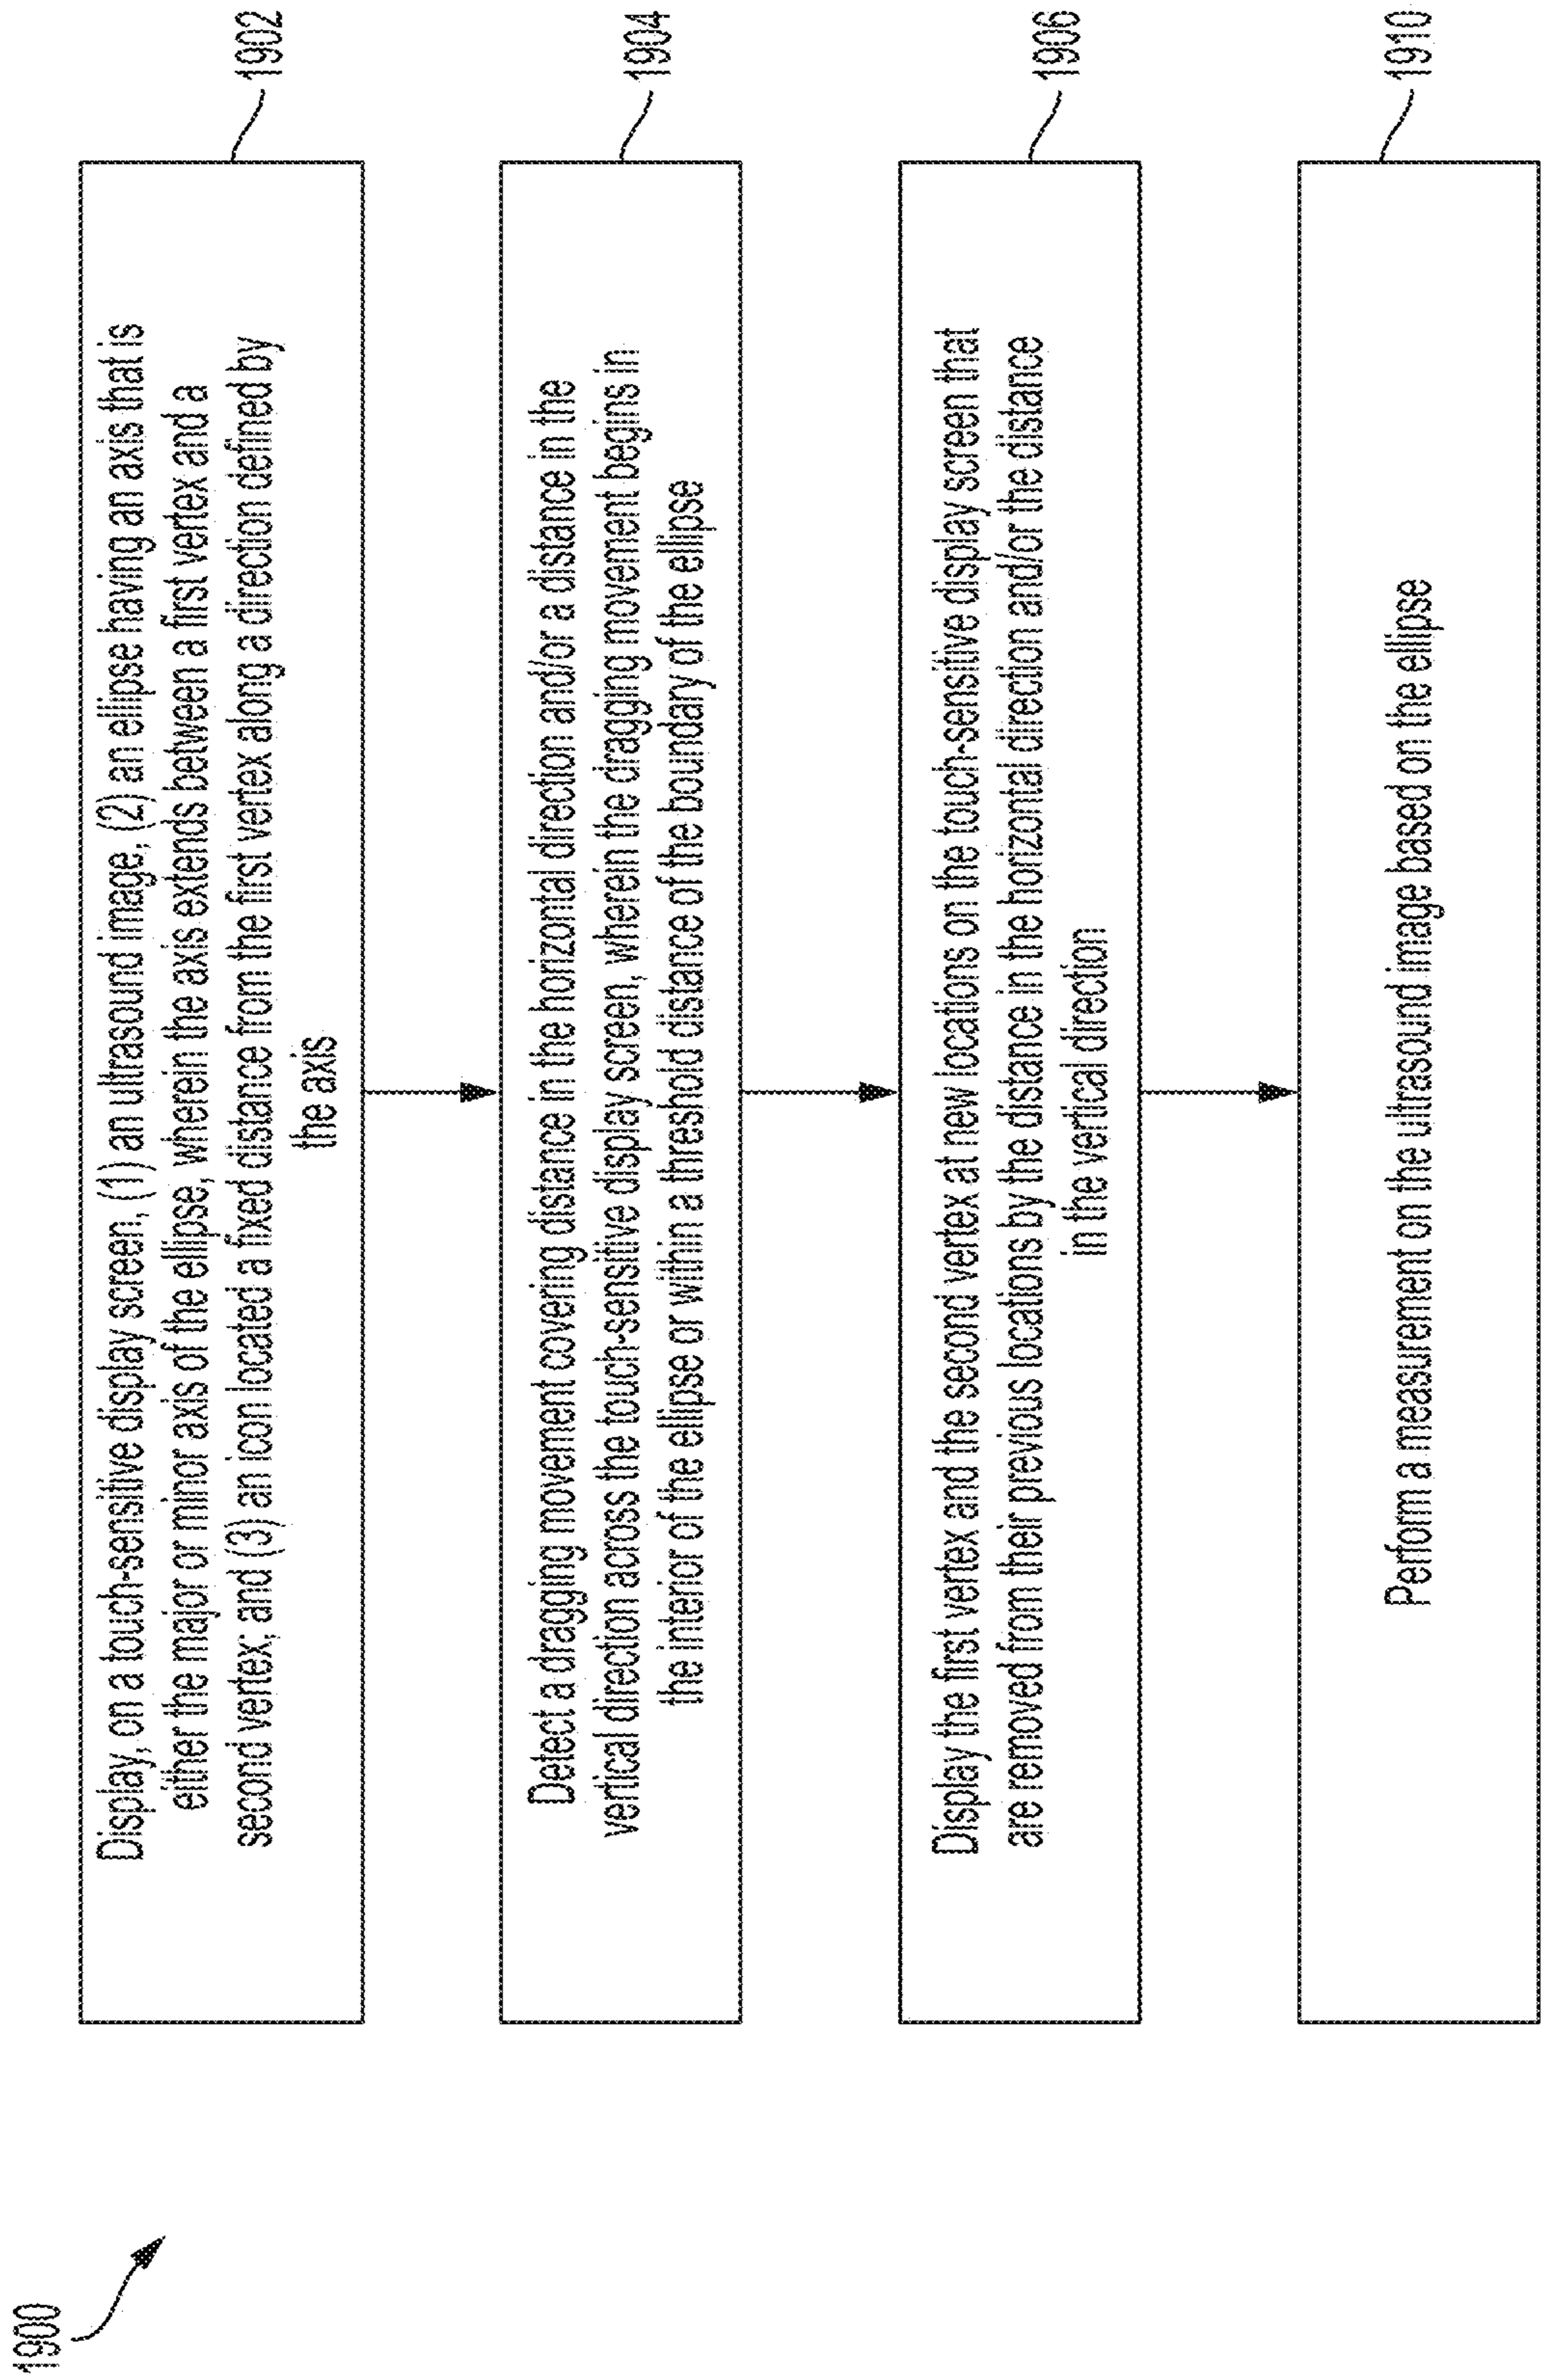 1900
Display, on a touch-sensitive display screen, (1) an ultrasound image, (2) an ellipse having an axis that is
either the major or minor axis of the ellipse, wherein the axis extends between a first vertex and a
second vertex; and (3) an icon located a fixed distance from the first vertex along a direction defined by
the axis
1902
Detect a dragging movement covering distance in the horizontal direction and/or a distance in the
vertical direction across the touch-sensitive display screen, wherein the dragging movement begins in
the interior of the ellipse or within a threshold distance of the boundary of the ellipse
1904
Display the first vertex and the second vertex at new locations on the touch-sensitive display screen that
are removed from their previous locations by the distance in the horizontal direction and/or the distance
in the vertical direction
1906
Perform a measurement on the ultrasound image based on the ellipse
1910